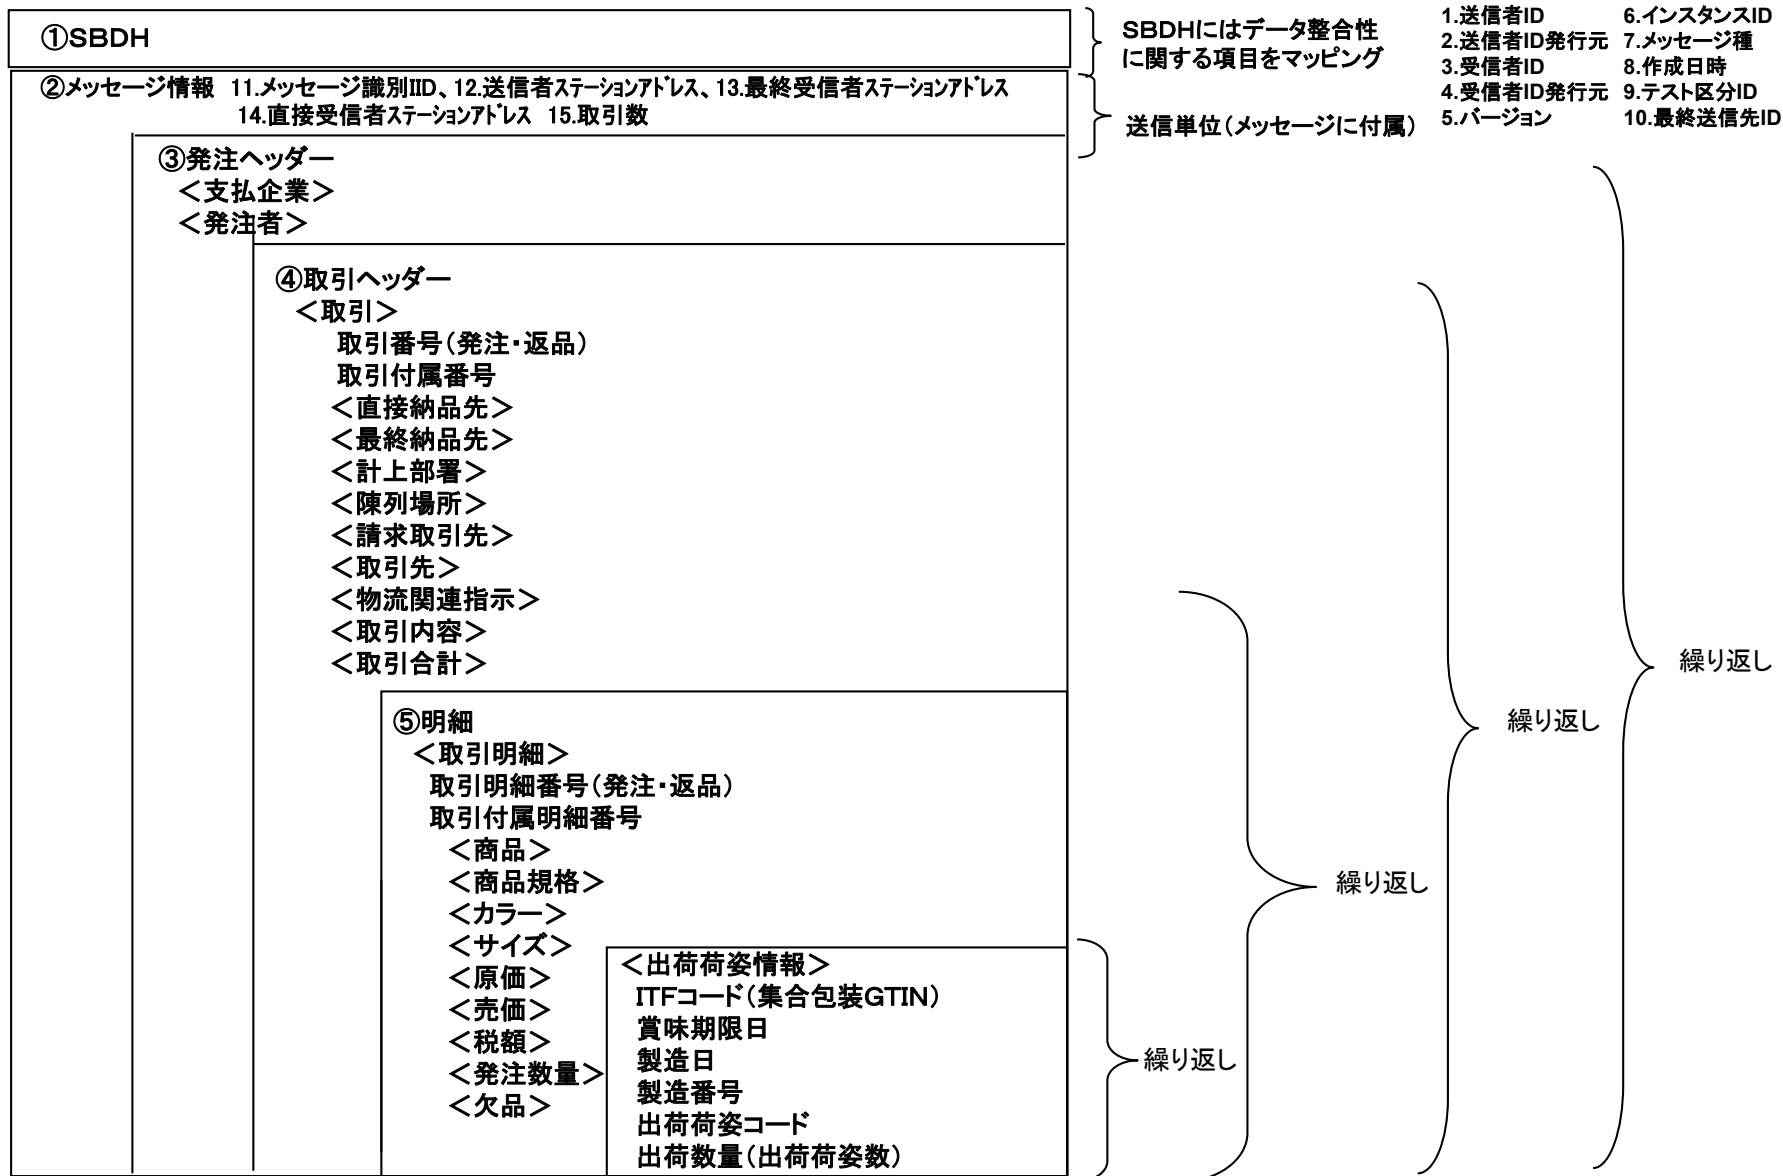 ①SBDH
SBDHにはデータ整合性
に関する項目をマッピング
1.送信者ID 6.インスタンスID
2.送信者ID発行元 7.メッセージ種
3.受信者ID 8.作成日時
4.受信者ID発行元 9.テスト区分ID
5.バージョン 10.最終送信先ID
②メッセージ情報 11.メッセージ識別IID、12.送信者ステーションアドレス、13.最終受信者ステーションアドレス
14.直接受信者ステーションアドレス 15.取引数
送信単位(メッセージに付属)
③発注ヘッダー
<支払企業>
<発注者>
④取引ヘッダー
<取引>
取引番号(発注・返品)
取引付属番号
<直接納品先>
<最終納品先>
<計上部署>
<陳列場所>
<請求取引先>
<取引先>
<物流関連指示>
<取引内容>
<取引合計>
⑤明細
<取引明細>
取引明細番号(発注・返品)
取引付属明細番号
<商品>
<商品規格>
<カラー>
<サイズ>
<原価>
<売価>
<税額>
<発注数量>
<欠品>
<出荷荷姿情報>
ITFコード(集合包装GTIN)
賞味期限日
製造日
製造番号
出荷荷姿コード
出荷数量(出荷荷姿数)
繰り返し
繰り返し
繰り返し
繰り返し